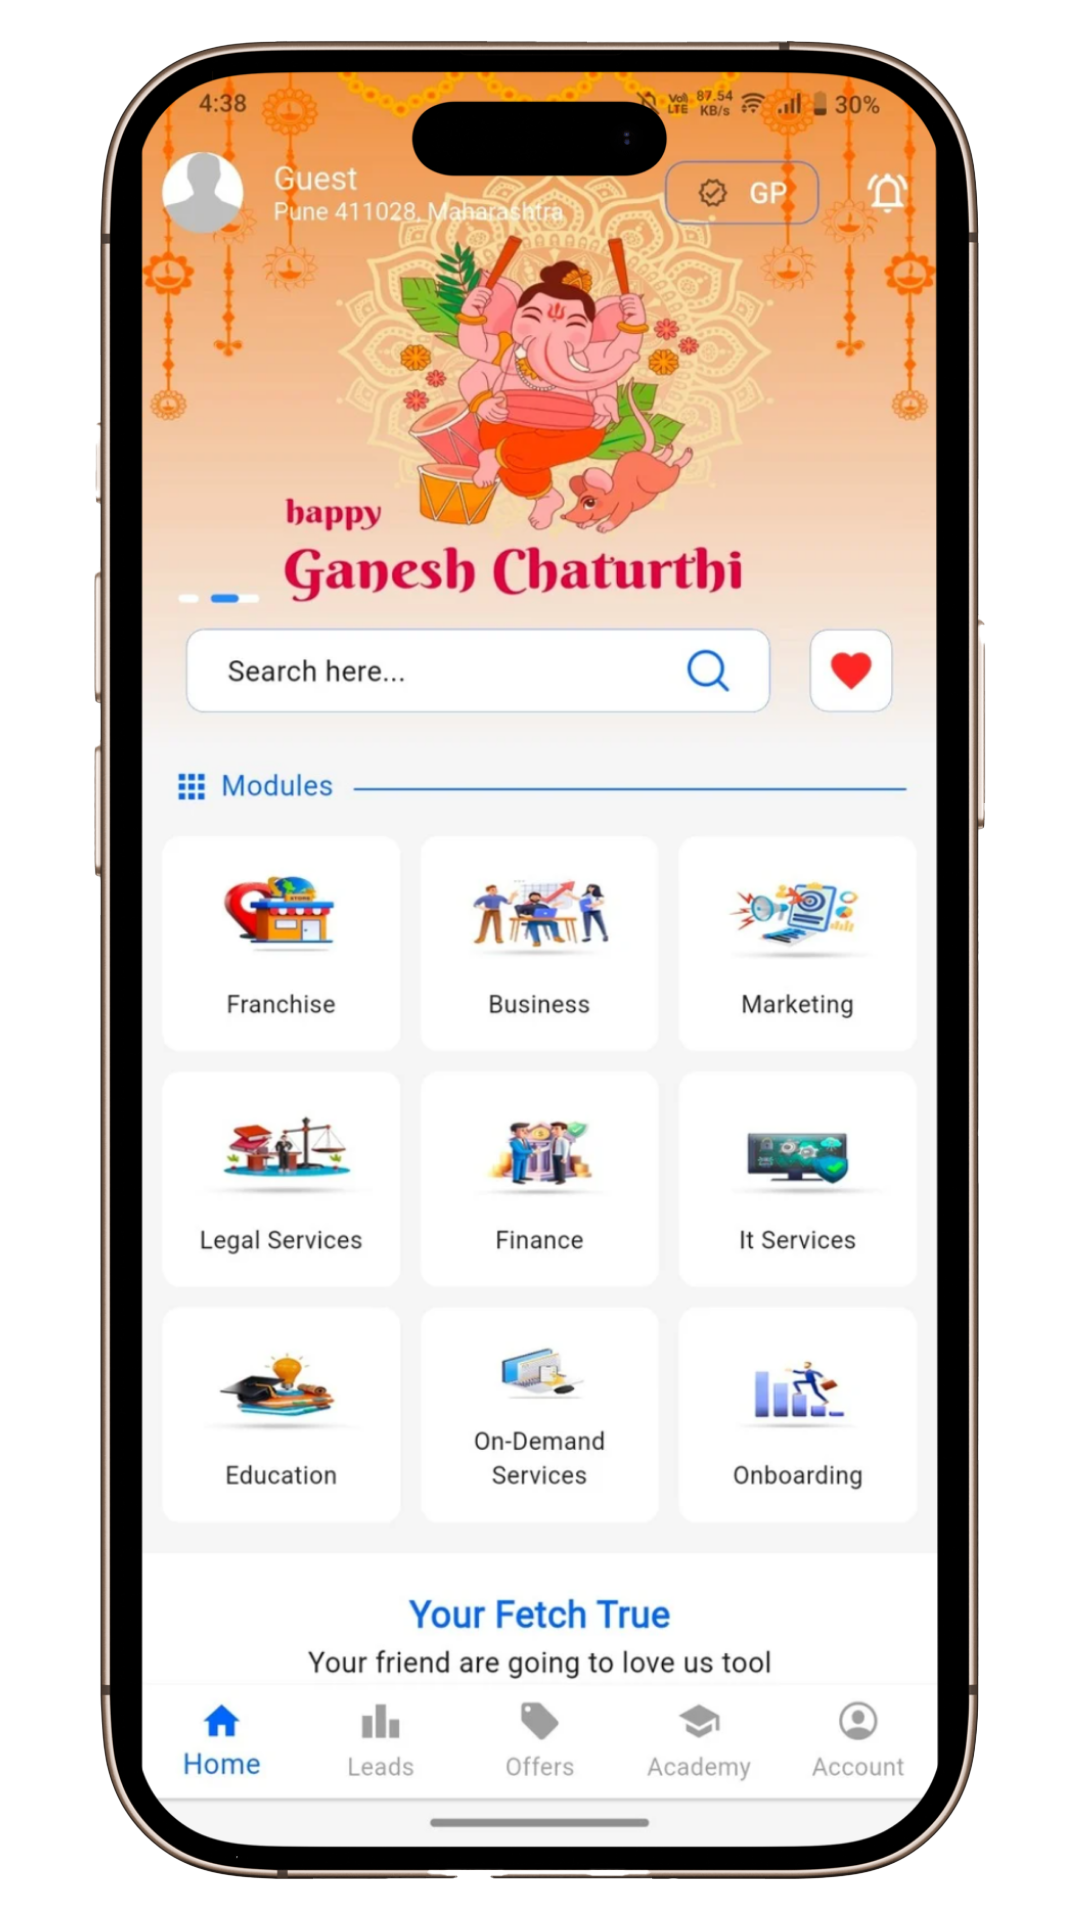 4:38
Vo) LTE 87.54 KB/s 30%
Guest
Pune 411028, Maharashtra
GP
happy
Ganesh Chaturthi
Search here...
Modules
Franchise
Business
Marketing
Legal Services
Finance
It Services
Education
On-Demand
Services
Onboarding
Your Fetch True
Your friend are going to love us tool
Home
Leads
Offers
Academy
Account